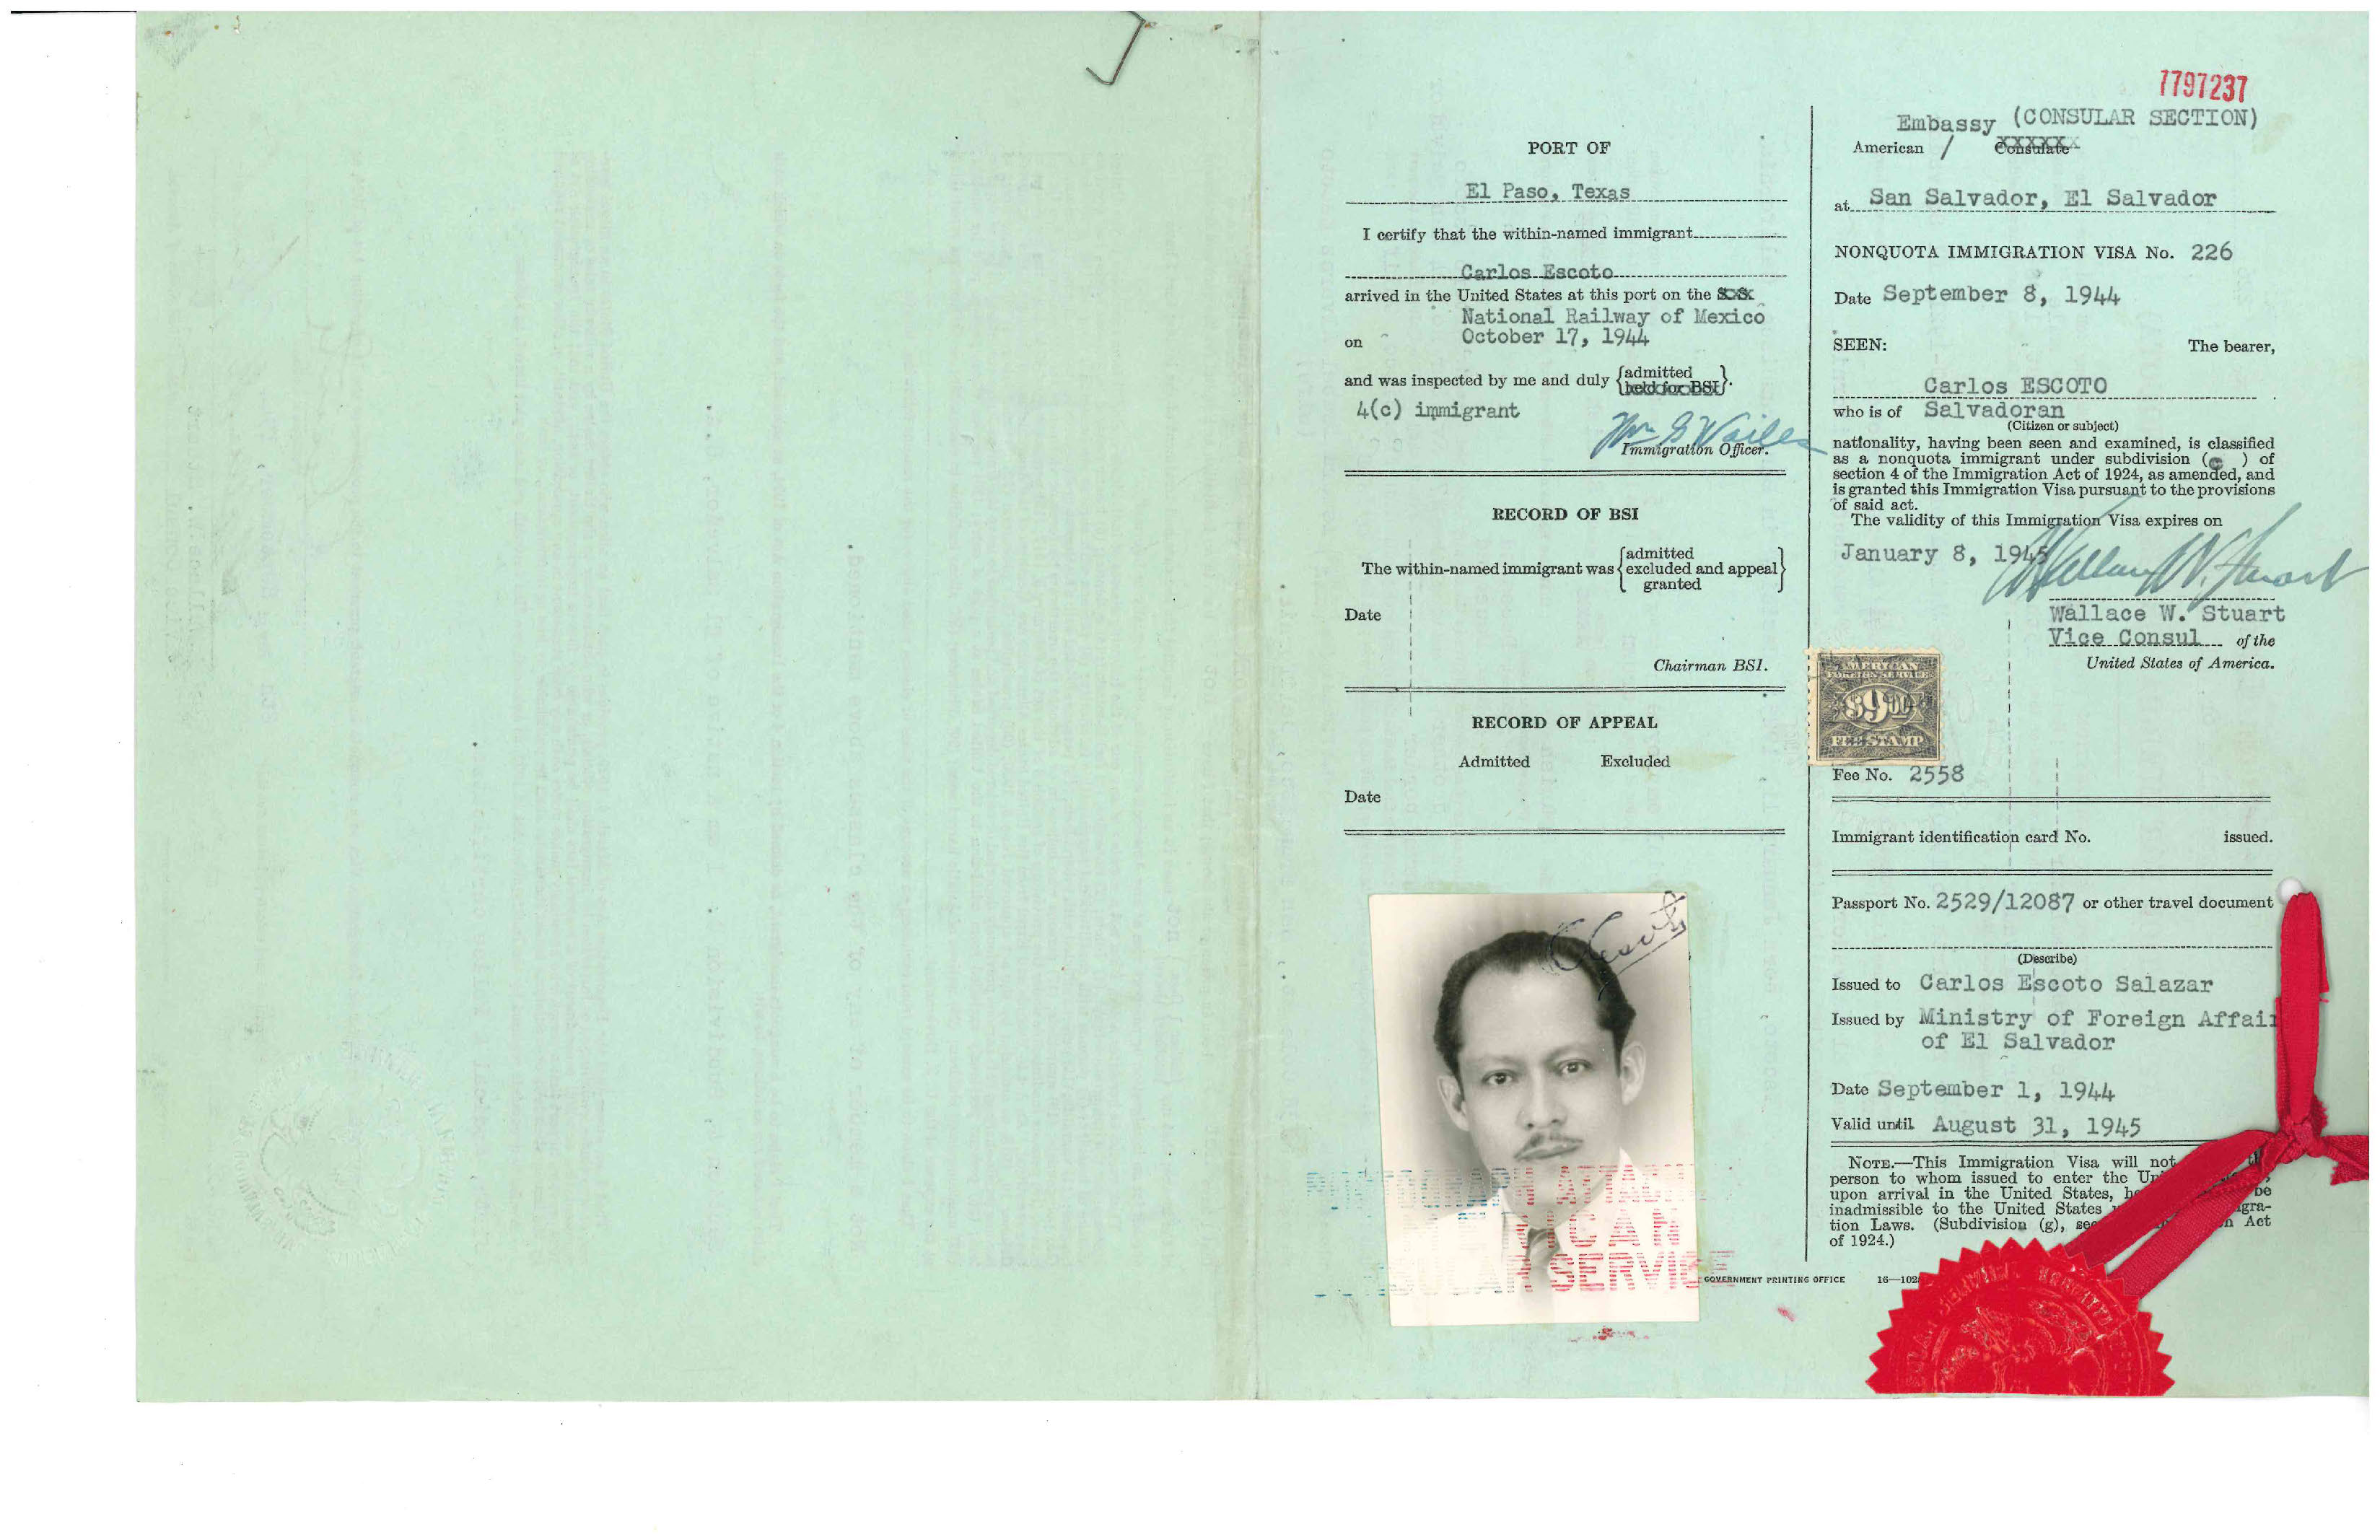 7797237
PORT OF
El Paso, Texas
I certify that the within-named immigrant
Carlos Escoto
arrived in the United States at this port on the
National Railway of Mexico
on October 17, 1944
and was inspected by me and duly {admitted
held for BSI}.
4(c) immigrant
Wm G Wailes
Immigration Officer.
RECORD OF BSI
The within-named immigrant was {admitted
excluded and appeal
granted}
Date
Chairman BSI.
RECORD OF APPEAL
Admitted Excluded
Date
Escoto
PHOTOGRAPH ATTACHED
AMERICAN
CONSULAR SERVICE
Embassy (CONSULAR SECTION)
American / Consulate
at San Salvador, El Salvador
NONQUOTA IMMIGRATION VISA No. 226
Date September 8, 1944
SEEN: The bearer,
Carlos ESCOTO
who is of Salvadoran
(Citizen or subject)
nationality, having been seen and examined, is classified
as a nonquota immigrant under subdivision (c) of
section 4 of the Immigration Act of 1924, as amended, and
is granted this Immigration Visa pursuant to the provisions
of said act.
The validity of this Immigration Visa expires on
January 8, 1945
Wallace W. Stuart
Wallace W. Stuart
Vice Consul of the
United States of America.
AMERICAN
FOREIGN SERVICE
$9.00
FEE STAMP
Fee No. 2558
Immigrant identification card No. issued.
Passport No. 2529/12087 or other travel document
(Describe)
Issued to Carlos Escoto Salazar
Issued by Ministry of Foreign Affai
of El Salvador
Date September 1, 1944
Valid until August 31, 1945
NOTE.—This Immigration Visa will not
person to whom issued to enter the
upon arrival in the United States, be
inadmissible to the United States
tion Laws. (Subdivision (g), Act
of 1924.)
GOVERNMENT PRINTING OFFICE 16—102